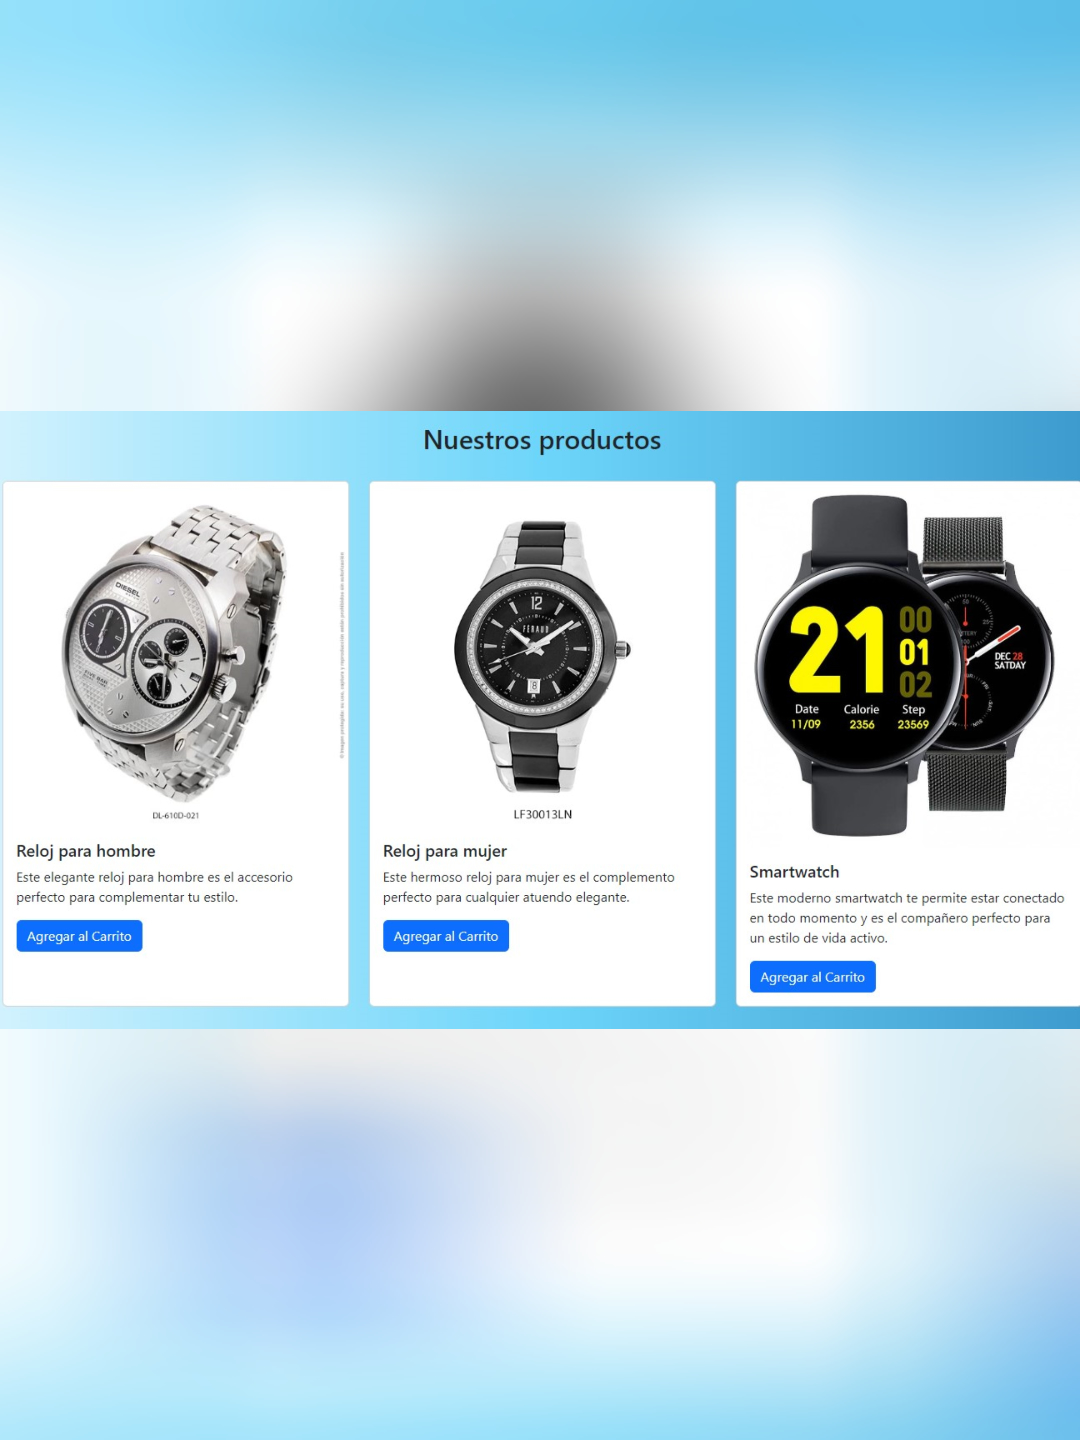 Nuestros productos
DIESEL
DL-610D-021
Reloj para hombre
Este elegante reloj para hombre es el accesorio
perfecto para complementar tu estilo.
Agregar al Carrito
12
FERAUD
8
LF30013LN
Reloj para mujer
Este hermoso reloj para mujer es el complemento
perfecto para cualquier atuendo elegante.
Agregar al Carrito
21
00
01
02
Date
Calorie
Step
11/09
2356
23569
DEC 28
SATDAY
Smartwatch
Este moderno smartwatch te permite estar conectado
en todo momento y es el compañero perfecto para
un estilo de vida activo.
Agregar al Carrito